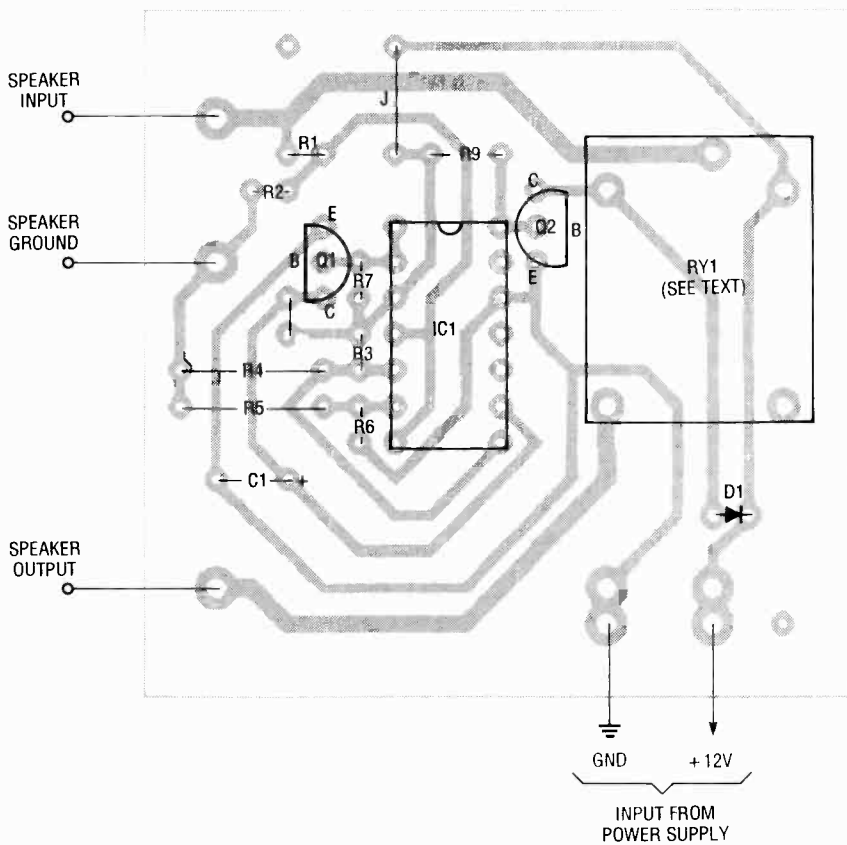 SPEAKER
INPUT
J
R1
R9
R2
C
E
Q2
B
SPEAKER
GROUND
B
Q1
R7
E
RY1
(SEE TEXT)
C
IC1
R3
R4
R5
R6
C1
+
D1
SPEAKER
OUTPUT
GND
+12V
INPUT FROM
POWER SUPPLY